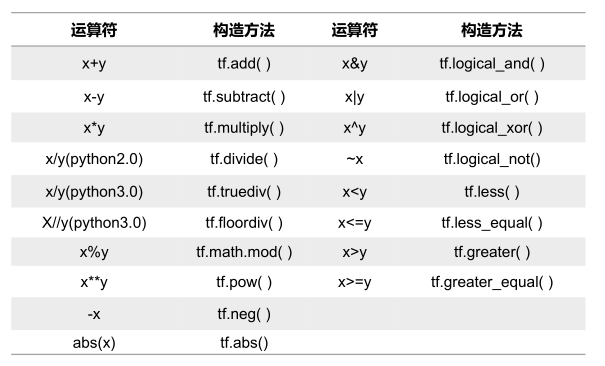 运算符 构造方法 运算符 构造方法
x+y tf.add( ) x&y tf.logical_and( )
x-y tf.subtract( ) x|y tf.logical_or( )
x*y tf.multiply( ) x^y tf.logical_xor( )
x/y(python2.0) tf.divide( ) ~x tf.logical_not()
x/y(python3.0) tf.truediv( ) x<y tf.less( )
X//y(python3.0) tf.floordiv( ) x<=y tf.less_equal( )
x%y tf.math.mod( ) x>y tf.greater( )
x**y tf.pow( ) x>=y tf.greater_equal( )
-x tf.neg( )
abs(x) tf.abs()